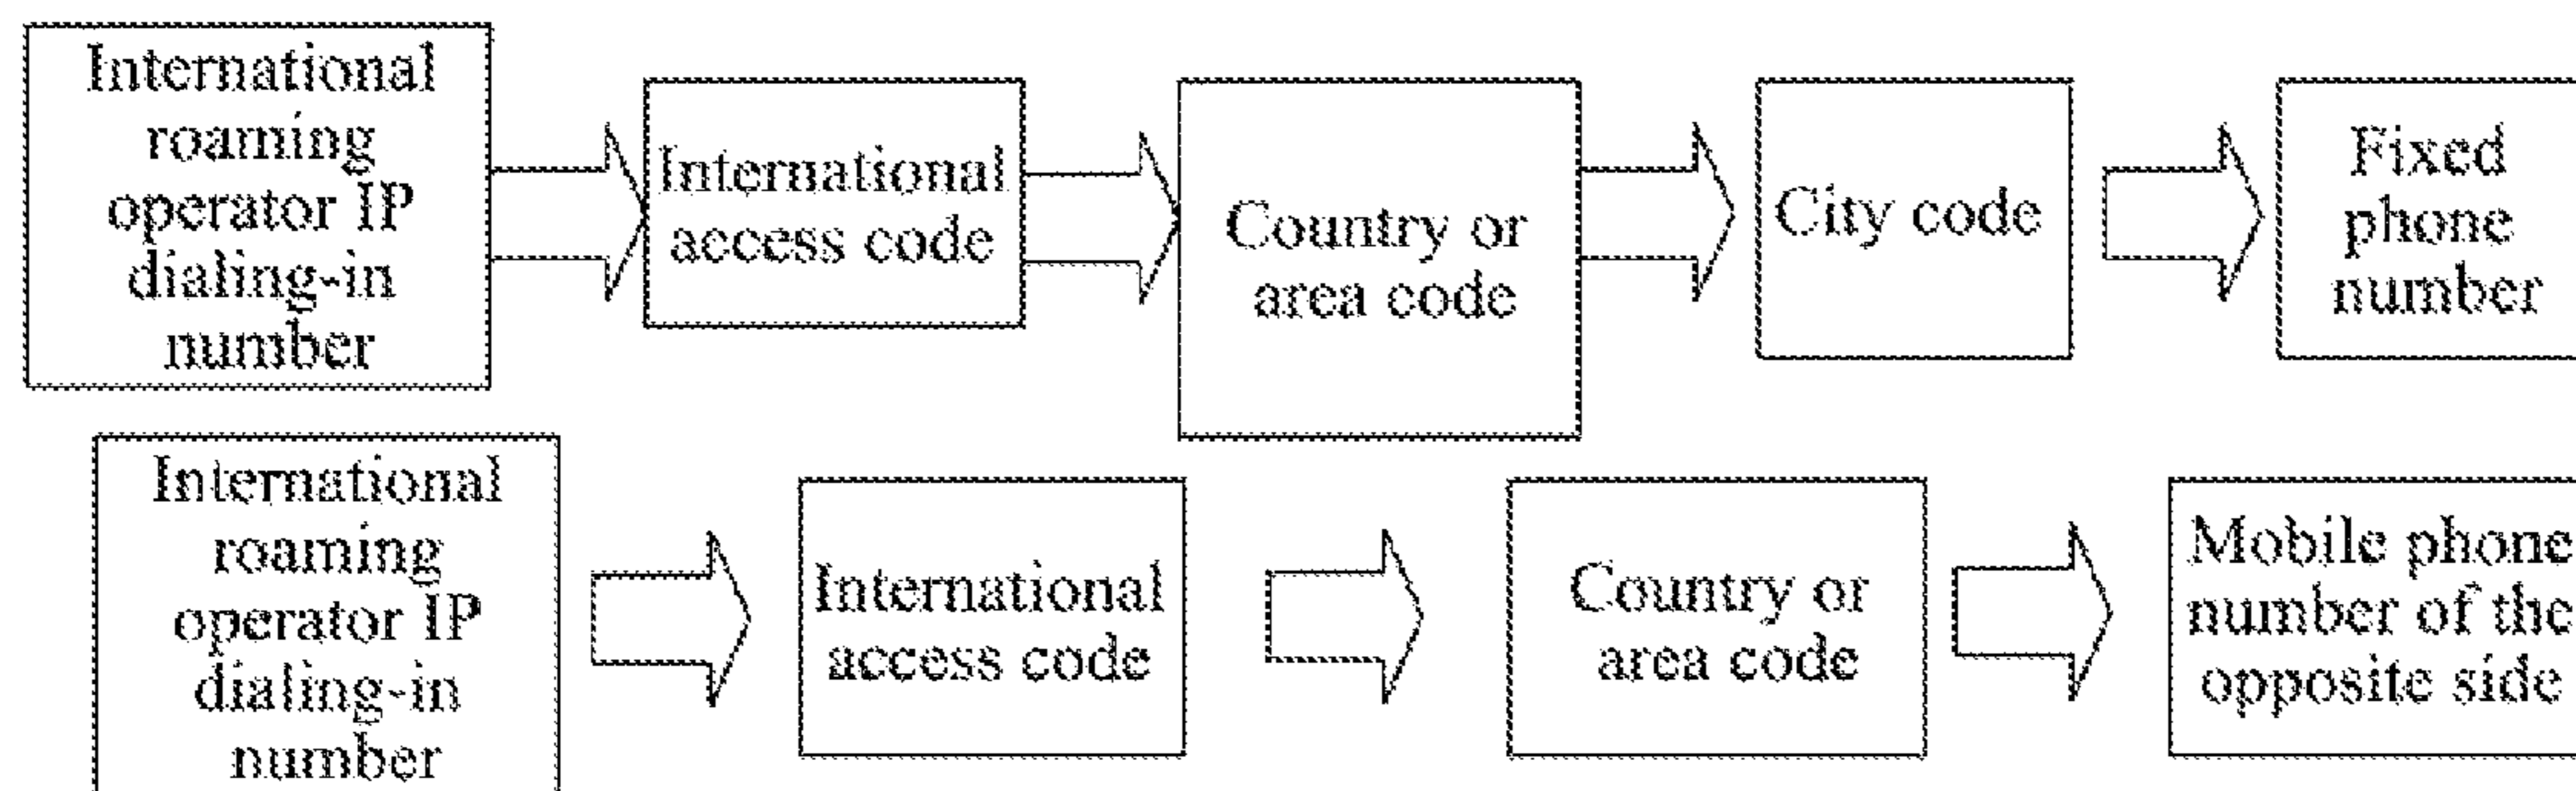 International
roaming
operator IP
dialing-in
number
International
access code
Country or
area code
City code
Fixed
phone
number
International
roaming
operator IP
dialing-in
number
International
access code
Country or
area code
Mobile phone
number of the
opposite side